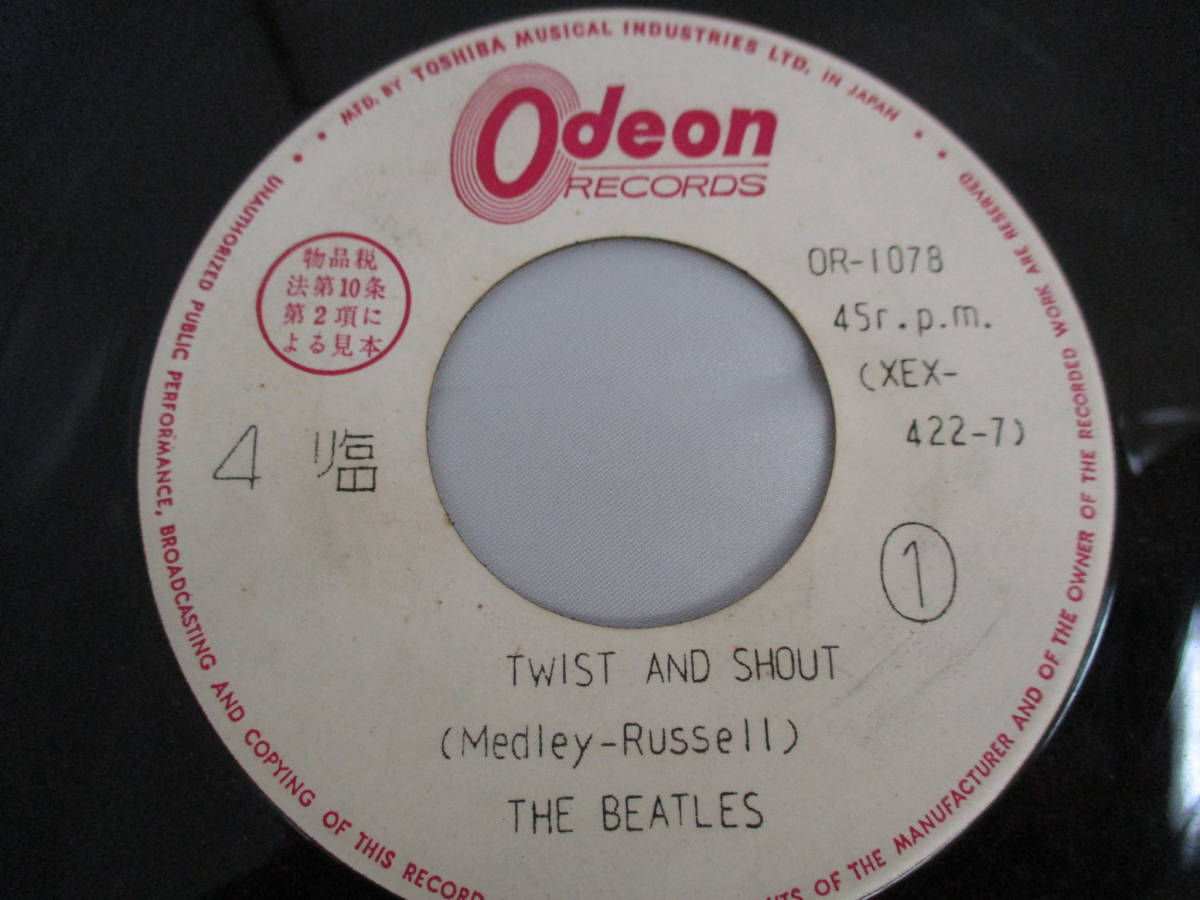 MFD. BY TOSHIBA MUSICAL INDUSTRIES LTD. IN JAPAN
Odeon
RECORDS
物品税
法第10条
第2項に
よる見本
OR-1078
45r.p.m.
(XEX-
422-7)
4 臨
1
TWIST AND SHOUT
(Medley-Russell)
THE BEATLES
UNAUTHORIZED PUBLIC PERFORMANCE, BROADCASTING AND COPYING OF THIS RECORD
OF THE MANUFACTURER AND OF THE OWNER OF THE RECORDED WORK ARE RESERVED